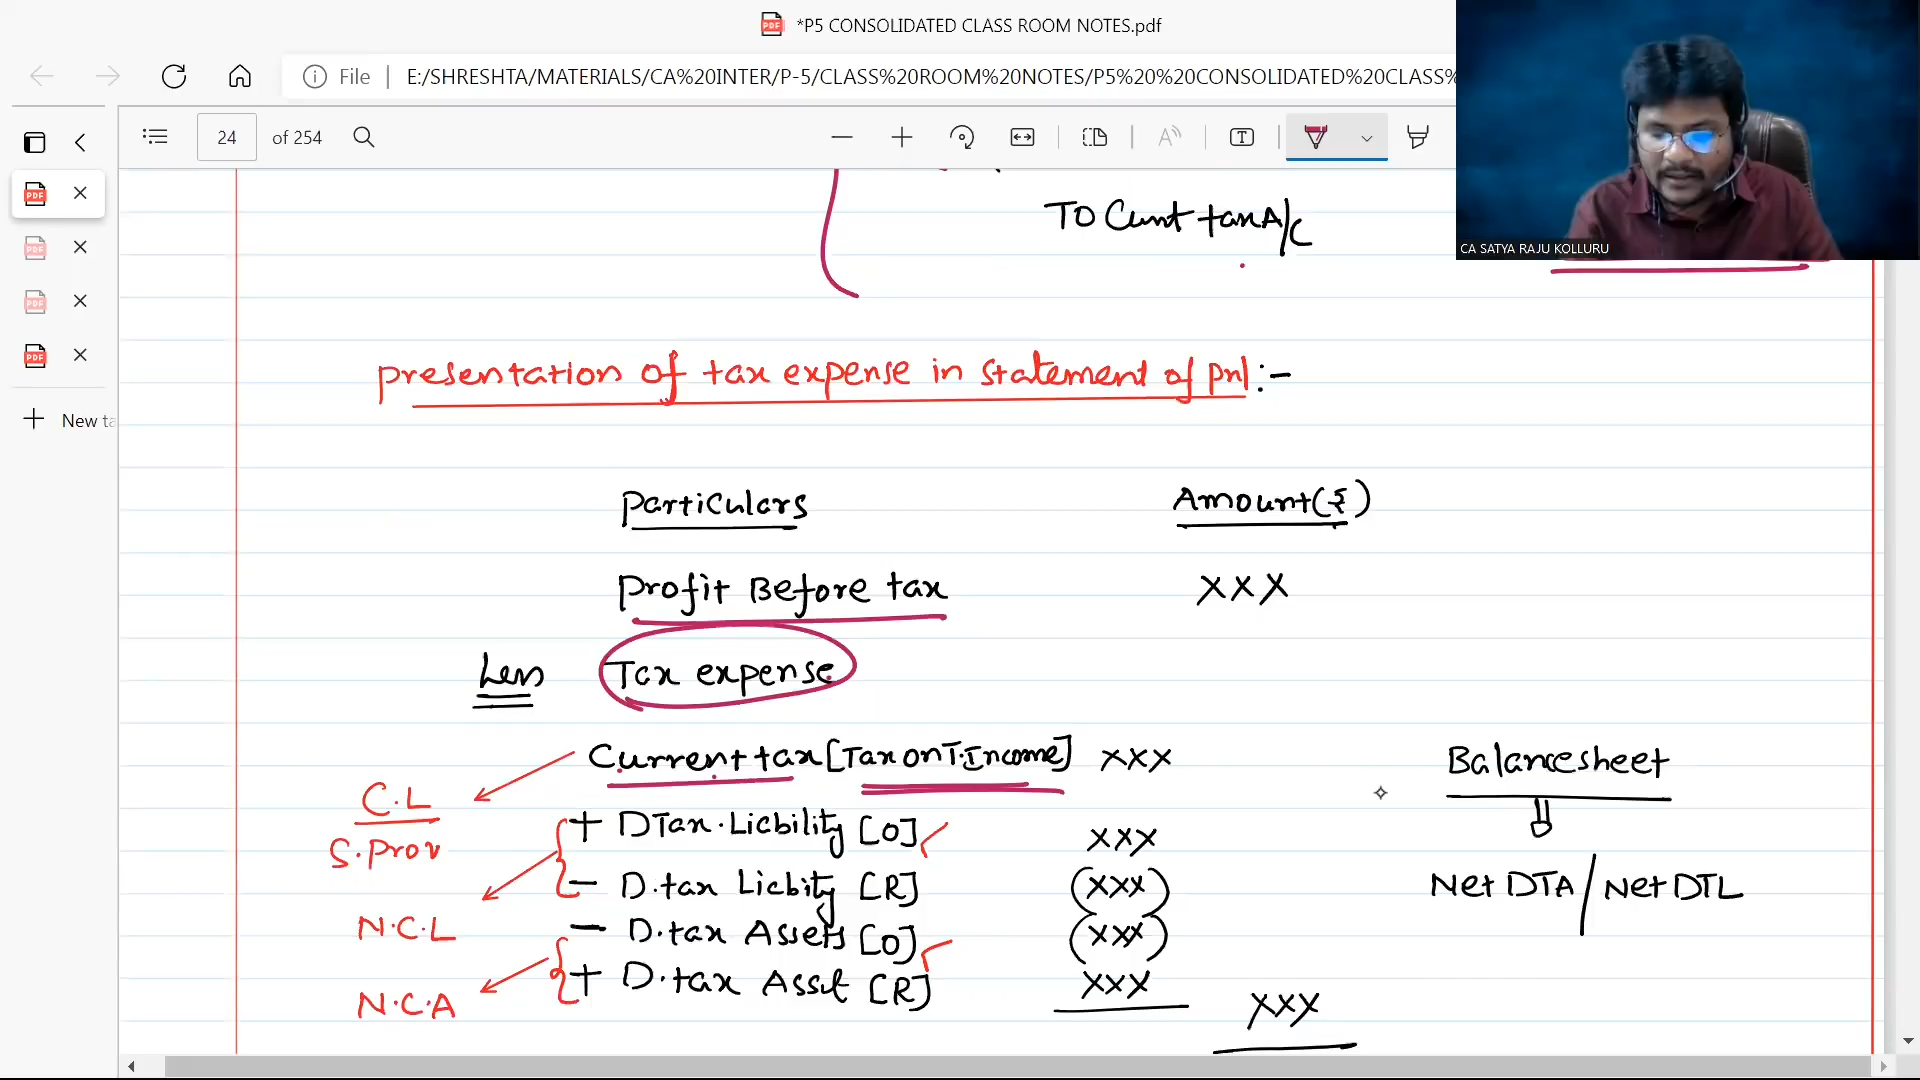 *P5 CONSOLIDATED CLASS ROOM NOTES.pdf
File | E:/SHRESHTA/MATERIALS/CA%20INTER/P-5/CLASS%20ROOM%20NOTES/P5%20%20CONSOLIDATED%20CLASS%
24 of 254
CA SATYA RAJU KOLLURU
New ta
TO Curnt tax A/C
presentation of tax expense in statement of pnl :-
Particulars Amount(₹)
Profit Before tax XXX
Less Tax expense
Current tax [Tax on T.Income] XXX
C.L
S.Prov
+ D Tax. Liability [O] XXX
- D.tax Liability [R] (XXX)
N.C.L
- D.tax Assets [O] (XXX)
+ D.tax Asset [R] XXX
N.C.A
XXX
Balancesheet
Net DTA / Net DTL